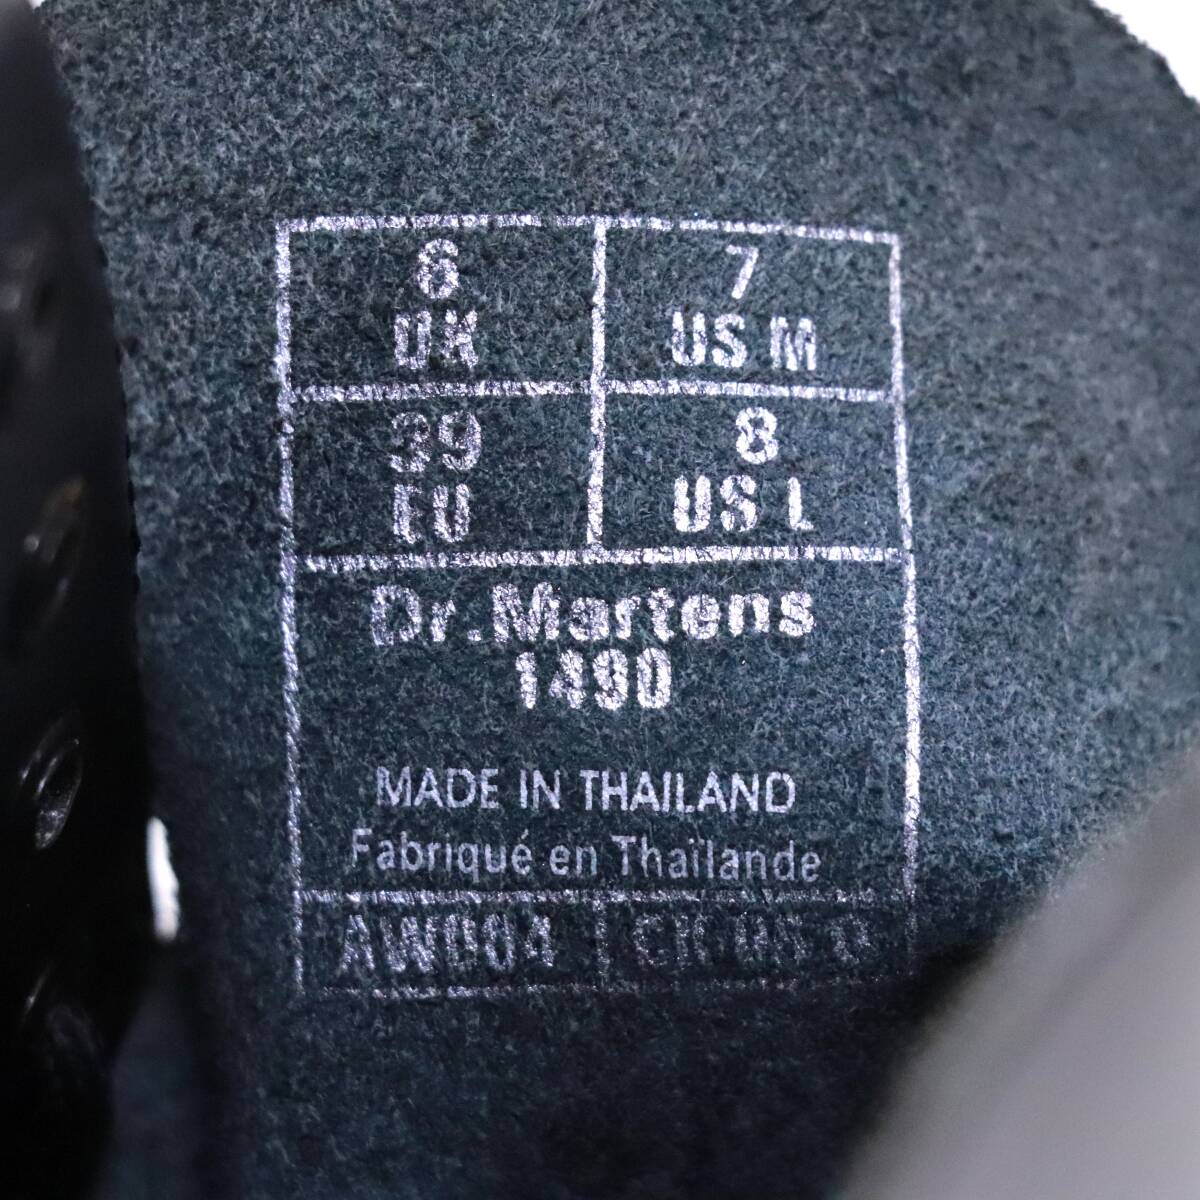 6
UK
7
US M
39
EU
8
US L
Dr. Martens
1490
MADE IN THAILAND
Fabriqué en Thaïlande
AW004